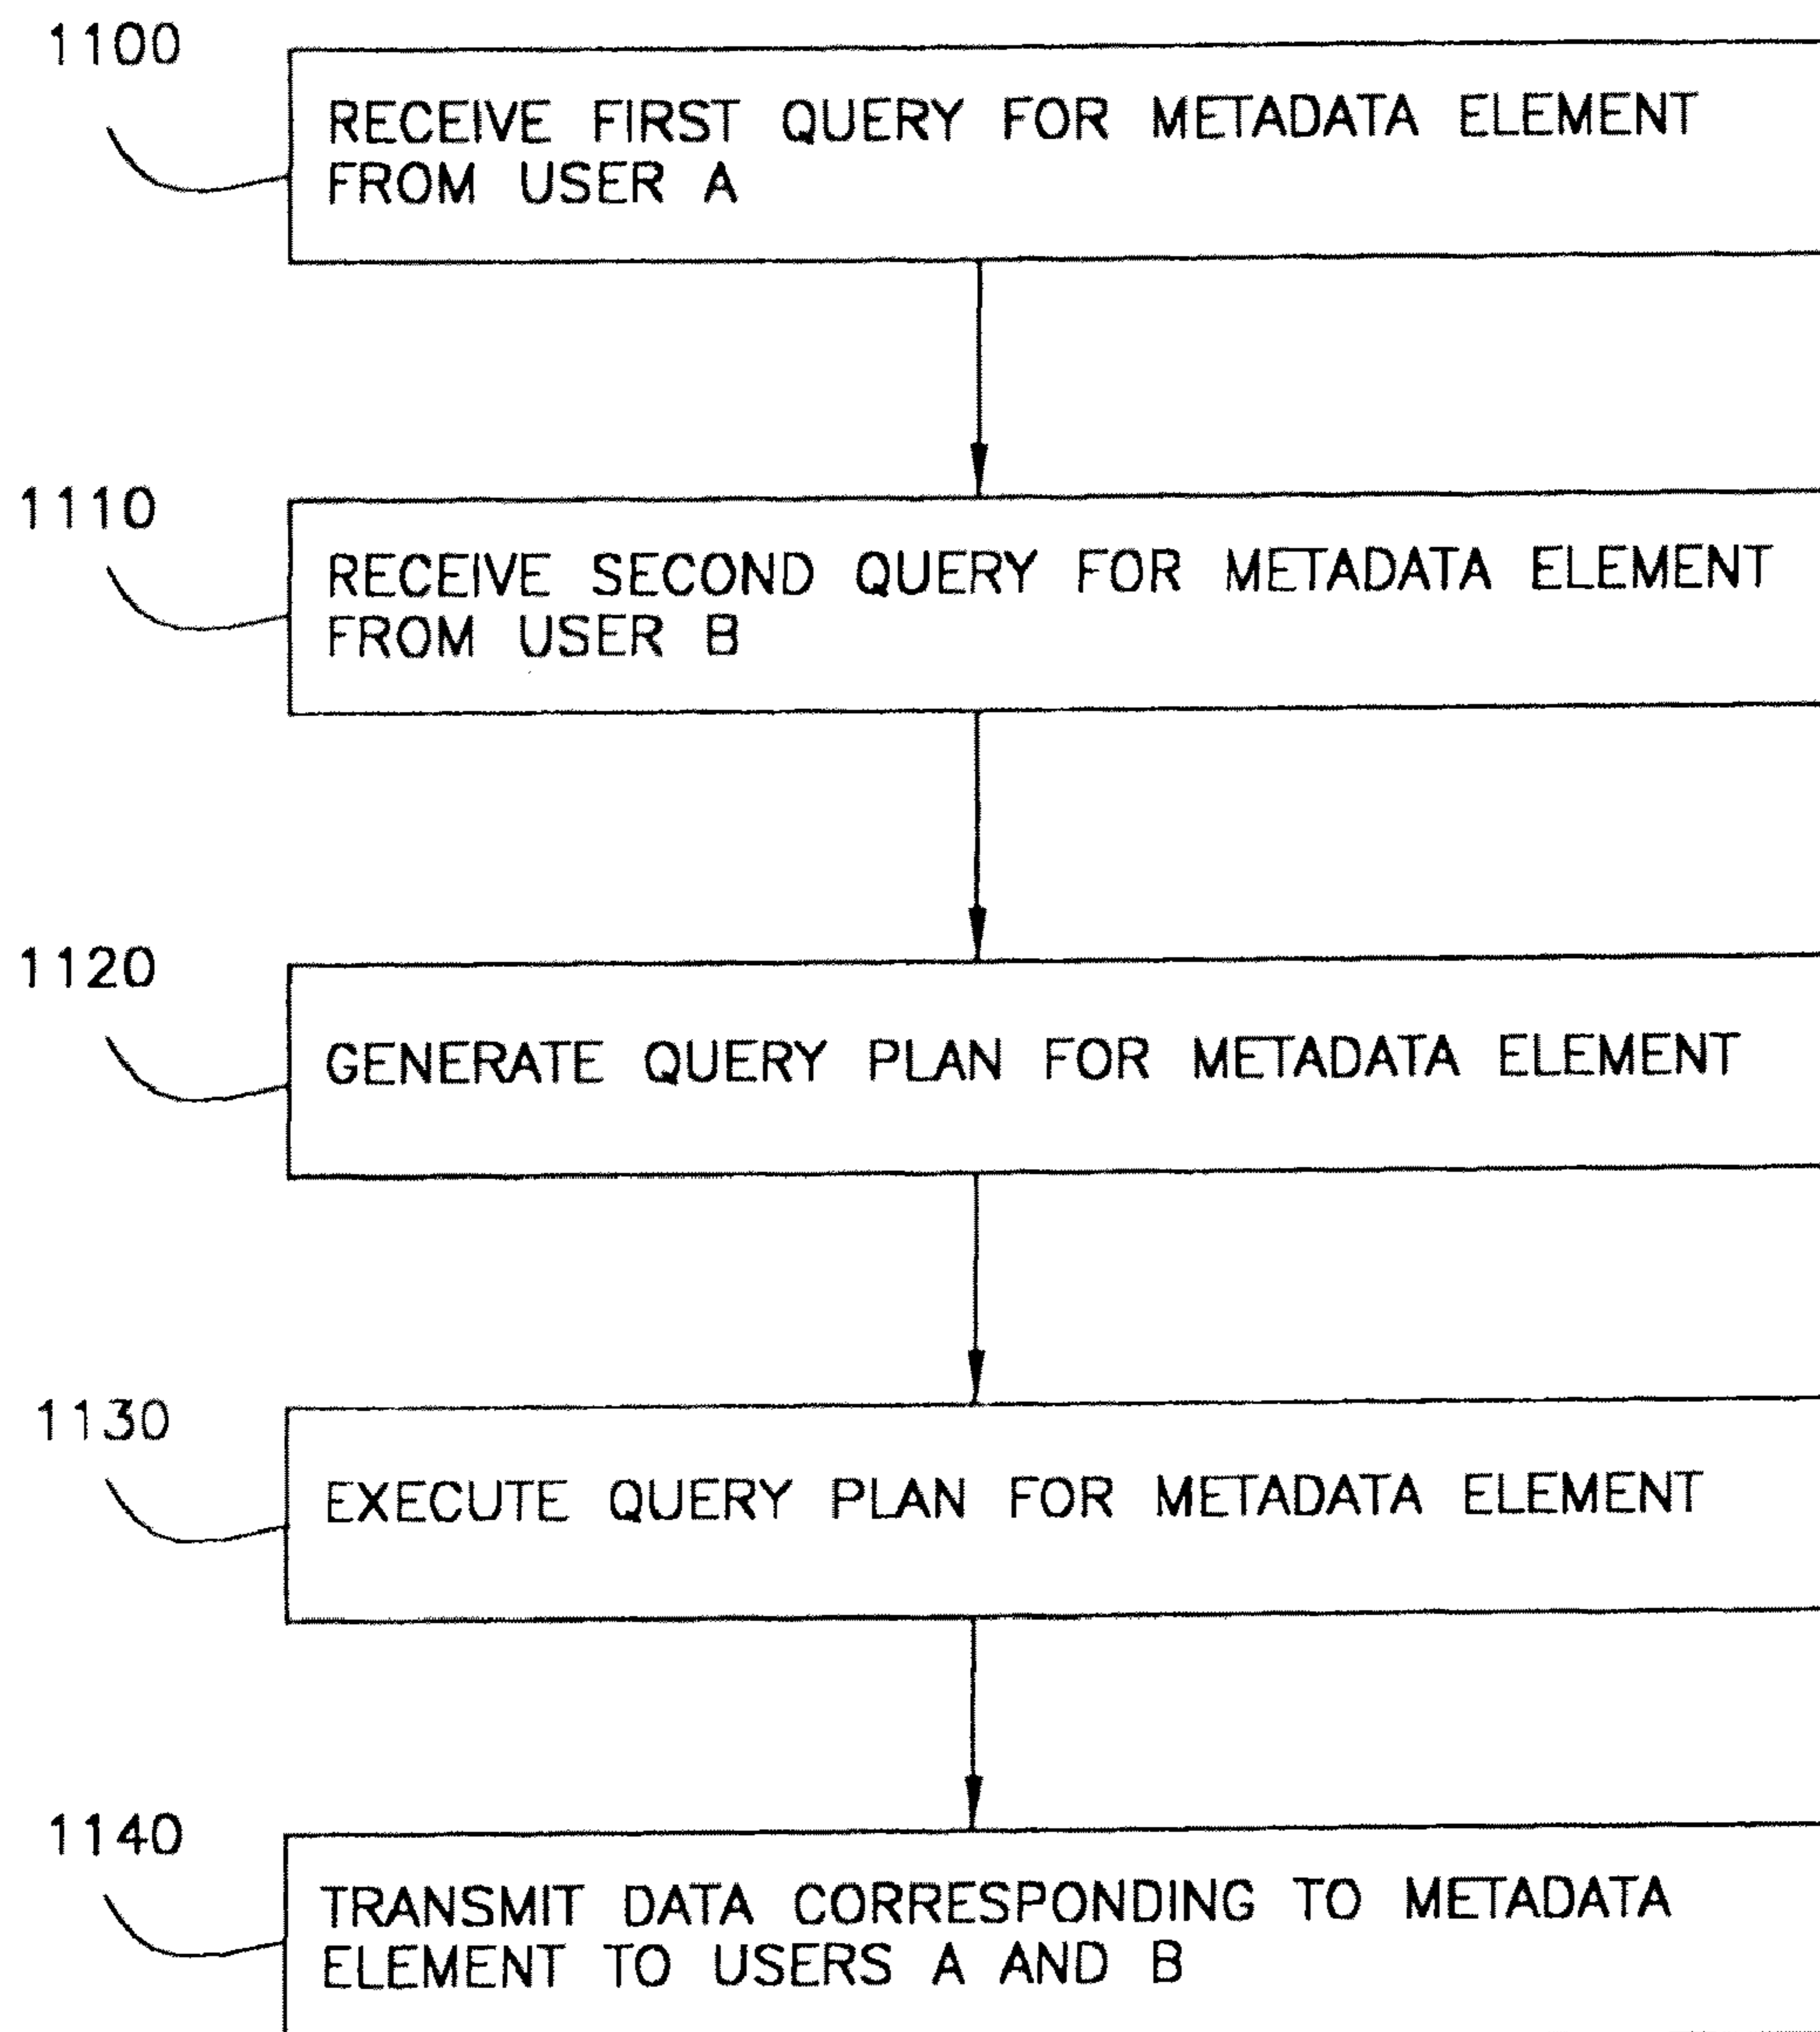 1100
RECEIVE FIRST QUERY FOR METADATA ELEMENT
FROM USER A
1110
RECEIVE SECOND QUERY FOR METADATA ELEMENT
FROM USER B
1120
GENERATE QUERY PLAN FOR METADATA ELEMENT
1130
EXECUTE QUERY PLAN FOR METADATA ELEMENT
1140
TRANSMIT DATA CORRESPONDING TO METADATA
ELEMENT TO USERS A AND B